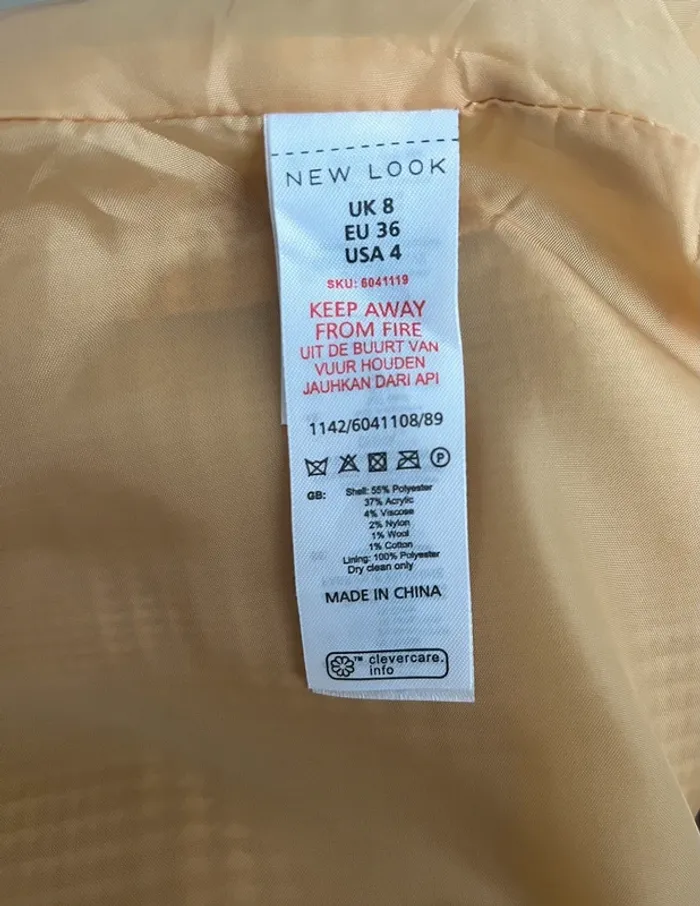 NEW LOOK
UK 8
EU 36
USA 4
SKU: 6041119
KEEP AWAY
FROM FIRE
UIT DE BUURT VAN
VUUR HOUDEN
JAUHKAN DARI API
1142/6041108/89
P
GB: Shell: 55% Polyester
37% Acrylic
4% Viscose
2% Nylon
1% Wool
1% Cotton
Lining: 100% Polyester
Dry clean only
MADE IN CHINA
™ clevercare.
info